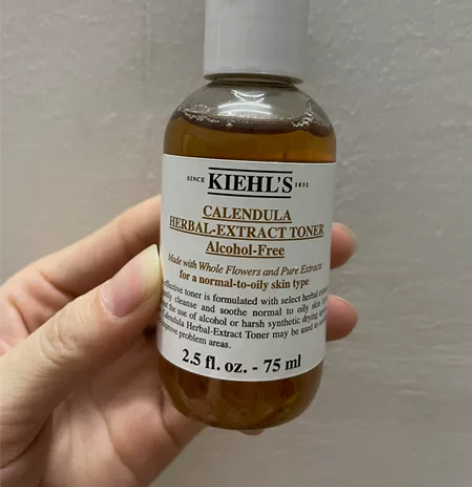 SINCE KIEHL'S 1851
CALENDULA
HERBAL-EXTRACT TONER
Alcohol-Free
Made with Whole Flowers and Pure Extracts
for a normal-to-oily skin type
effective toner is formulated with select herbal
cleanse and soothe normal to oily skin
the use of alcohol or harsh synthetic drying
Calendula Herbal-Extract Toner may be used to
problem areas.
2.5 fl. oz. - 75 ml